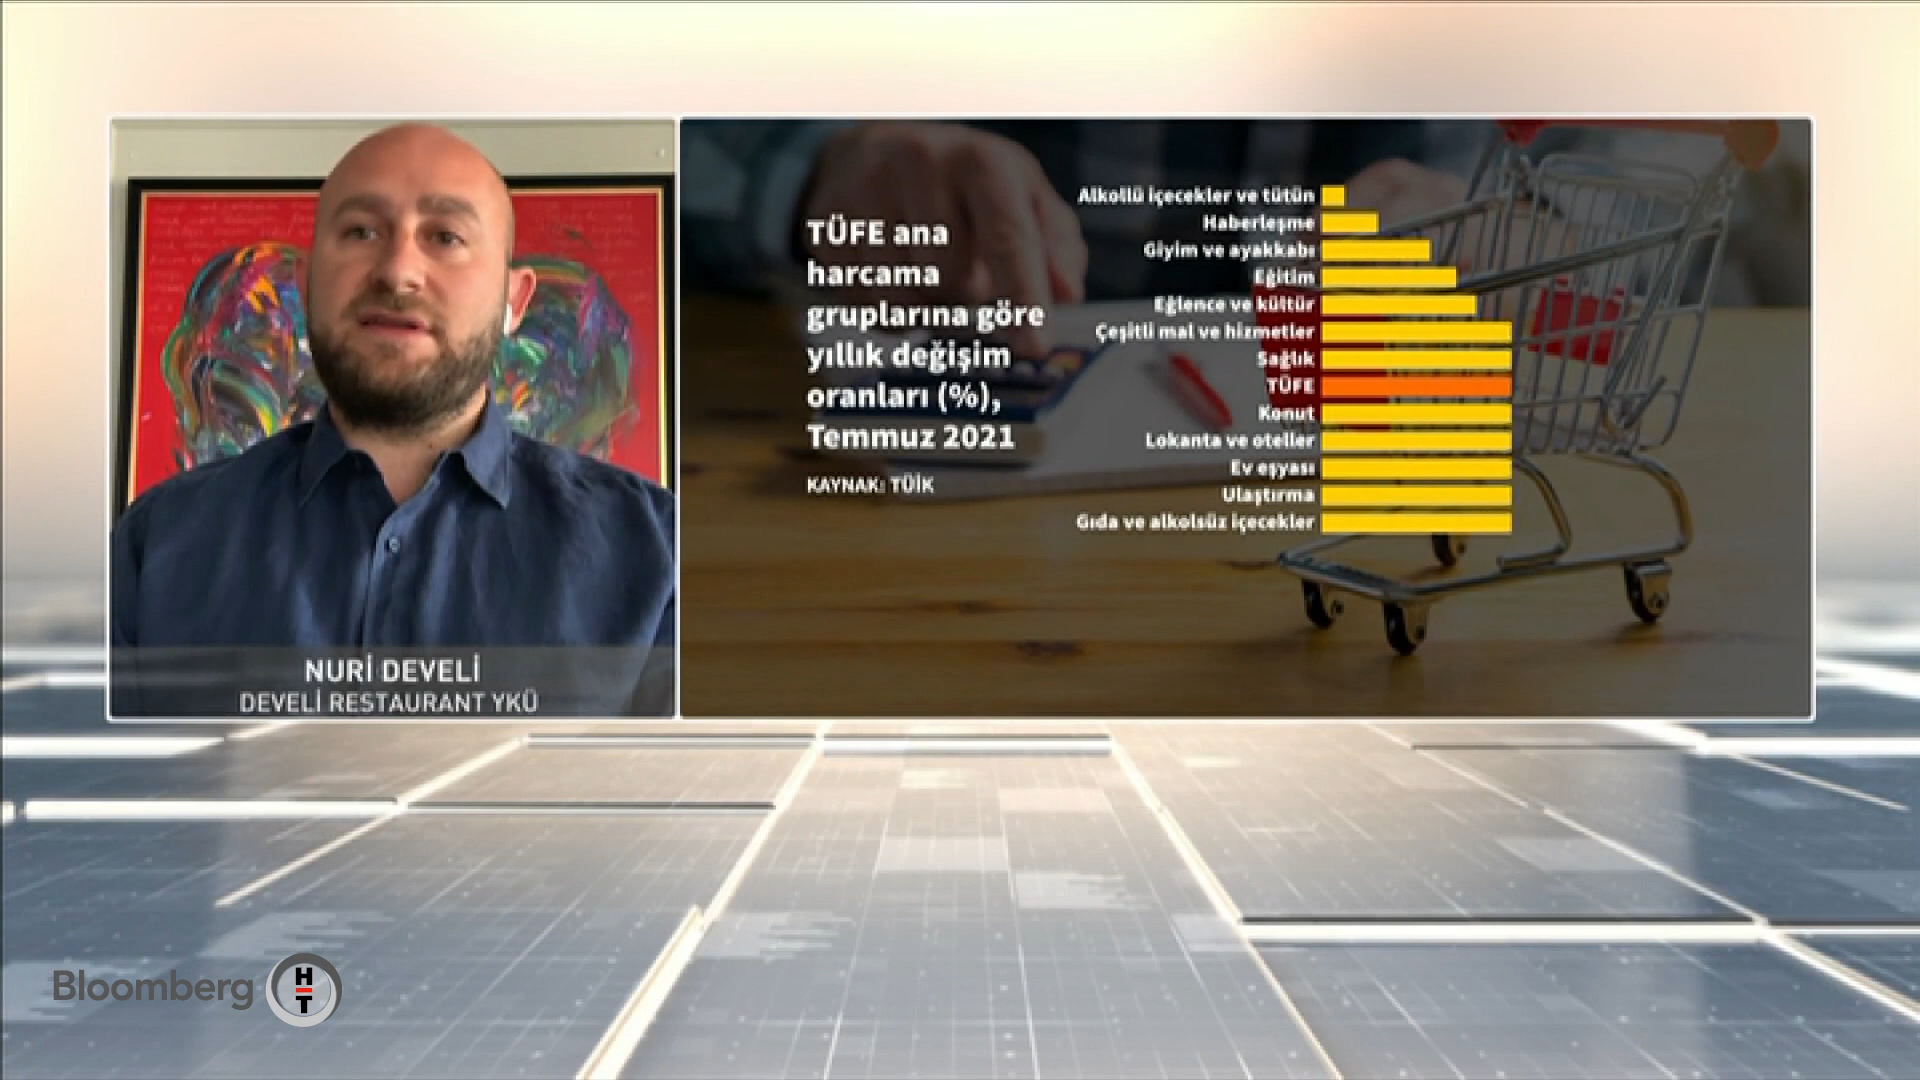 TÜFE ana
harcama
gruplarına göre
yıllık değişim
oranları (%),
Temmuz 2021
KAYNAK: TÜİK
Alkollü içecekler ve tütün
Haberleşme
Giyim ve ayakkabı
Eğitim
Eğlence ve kültür
Çeşitli mal ve hizmetler
Sağlık
TÜFE
Konut
Lokanta ve oteller
Ev eşyası
Ulaştırma
Gıda ve alkolsüz içecekler
NURİ DEVELİ
DEVELİ RESTAURANT YKÜ
Bloomberg HT